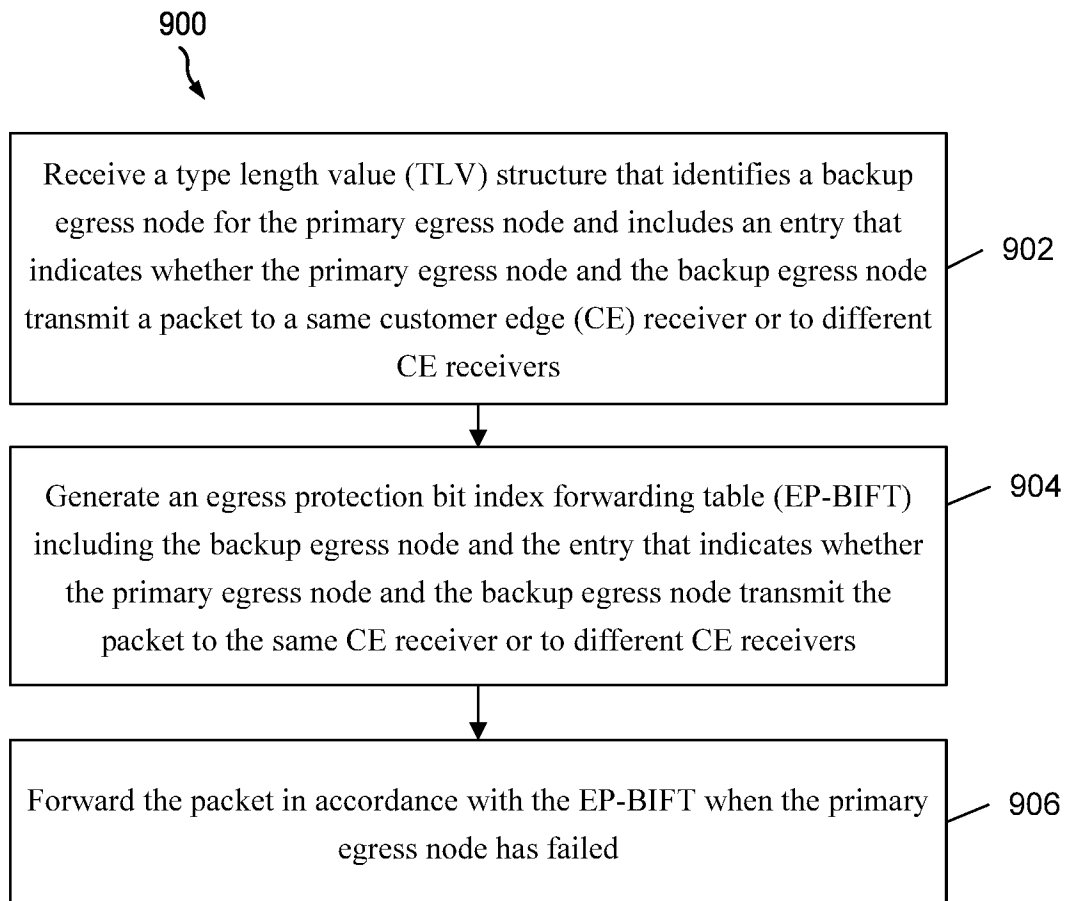 900
Receive a type length value (TLV) structure that identifies a backup
egress node for the primary egress node and includes an entry that
indicates whether the primary egress node and the backup egress node
transmit a packet to a same customer edge (CE) receiver or to different
CE receivers
902
Generate an egress protection bit index forwarding table (EP-BIFT)
including the backup egress node and the entry that indicates whether
the primary egress node and the backup egress node transmit the
packet to the same CE receiver or to different CE receivers
904
Forward the packet in accordance with the EP-BIFT when the primary
egress node has failed
906